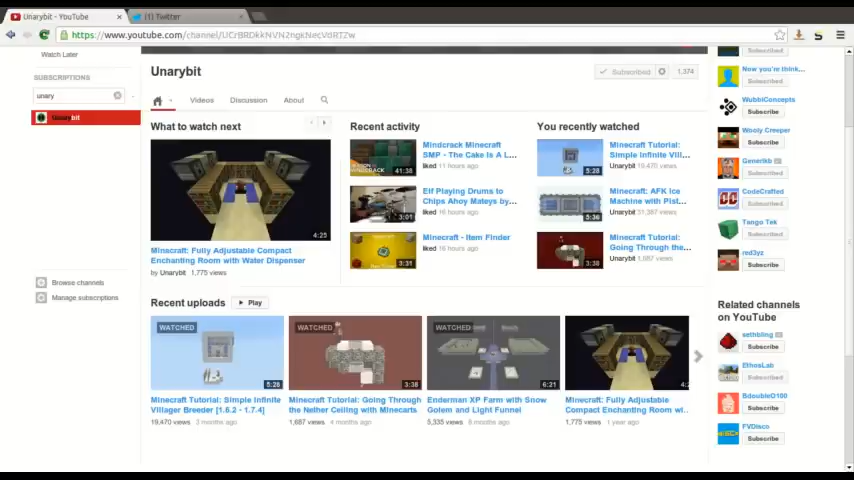 Unarybit - YouTube
(1) Twitter
https://www.youtube.com/channel/UCrBRDkkNVN2ngkNecVdRTZw
Watch Later
SUBSCRIPTIONS
unary
Unarybit
Browse channels
Manage subscriptions
Unarybit
Subscribed
1,374
Videos
Discussion
About
What to watch next
4:25
Minecraft: Fully Adjustable Compact
Enchanting Room with Water Dispenser
by Unarybit 1,775 views
Recent activity
41:38
Mindcrack Minecraft
SMP - The Cake Is A L...
liked 11 hours ago
3:01
Elf Playing Drums to
Chips Ahoy Mateys by...
liked 16 hours ago
3:31
Minecraft - Item Finder
liked 16 hours ago
You recently watched
5:28
Minecraft Tutorial:
Simple Infinite Vill...
Unarybit 19,470 views
5:36
Minecraft: AFK Ice
Machine with Pist...
Unarybit 31,387 views
3:38
Minecraft Tutorial:
Going Through the...
Unarybit 1,687 views
Recent uploads
Play
WATCHED
5:28
Minecraft Tutorial: Simple Infinite
Villager Breeder [1.6.2 - 1.7.4]
19,470 views 3 months ago
WATCHED
3:38
Minecraft Tutorial: Going Through
the Nether Ceiling with Minecarts
1,687 views 4 months ago
WATCHED
6:21
Enderman XP Farm with Snow
Golem and Light Funnel
5,335 views 8 months ago
Minecraft: Fully Adjustable
Compact Enchanting Room wi...
1,775 views 1 year ago
Subscribed
Now you're think...
Subscribed
WubbiConcepts
Subscribe
Wooly Creeper
Subscribe
Generikb
Subscribed
CodeCrafted
Subscribed
Tango Tek
Subscribed
red3yz
Subscribe
Related channels
on YouTube
sethbling
Subscribe
EthosLab
Subscribed
BdoubleO100
Subscribe
FVDisco
Subscribe